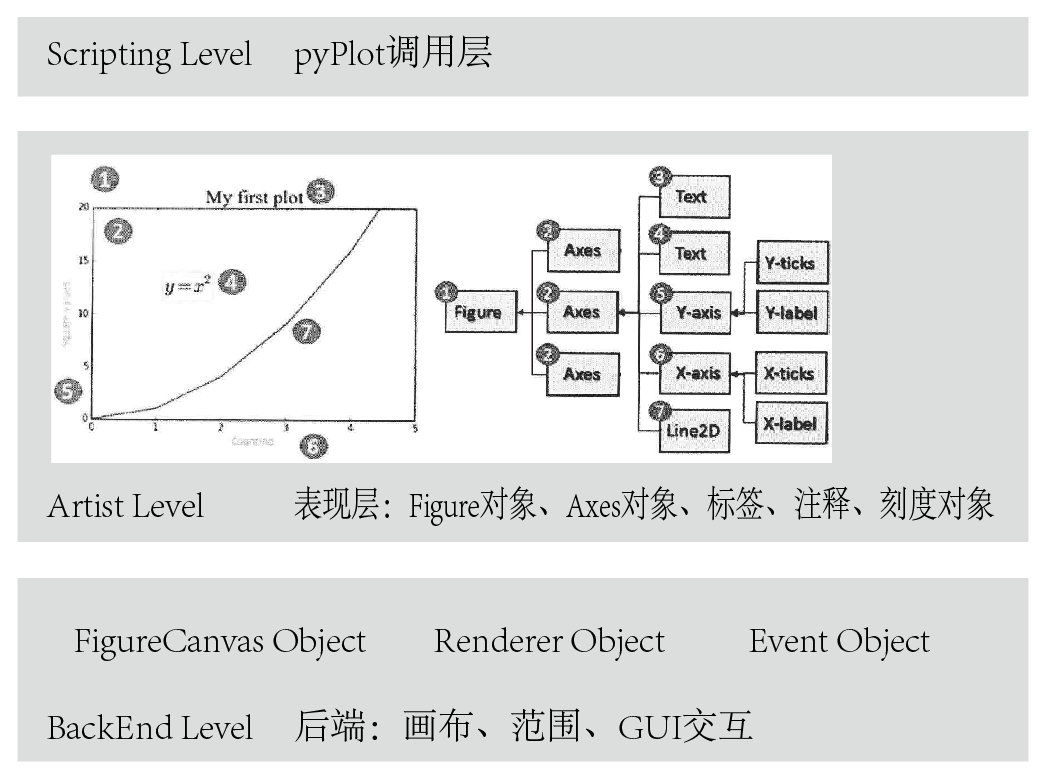 Scripting Level pyPlot调用层
1
My first plot 3
20
2
15
y=x² 4
10
7
5
5
0
0 1 2 3 4 5
Counting
6
3 Text
2 Axes
4 Text
Y-ticks
1 Figure
2 Axes
5 Y-axis
Y-label
2 Axes
6 X-axis
X-ticks
7 Line2D
X-label
Artist Level 表现层：Figure对象、Axes对象、标签、注释、刻度对象
FigureCanvas Object Renderer Object Event Object
BackEnd Level 后端：画布、范围、GUI交互